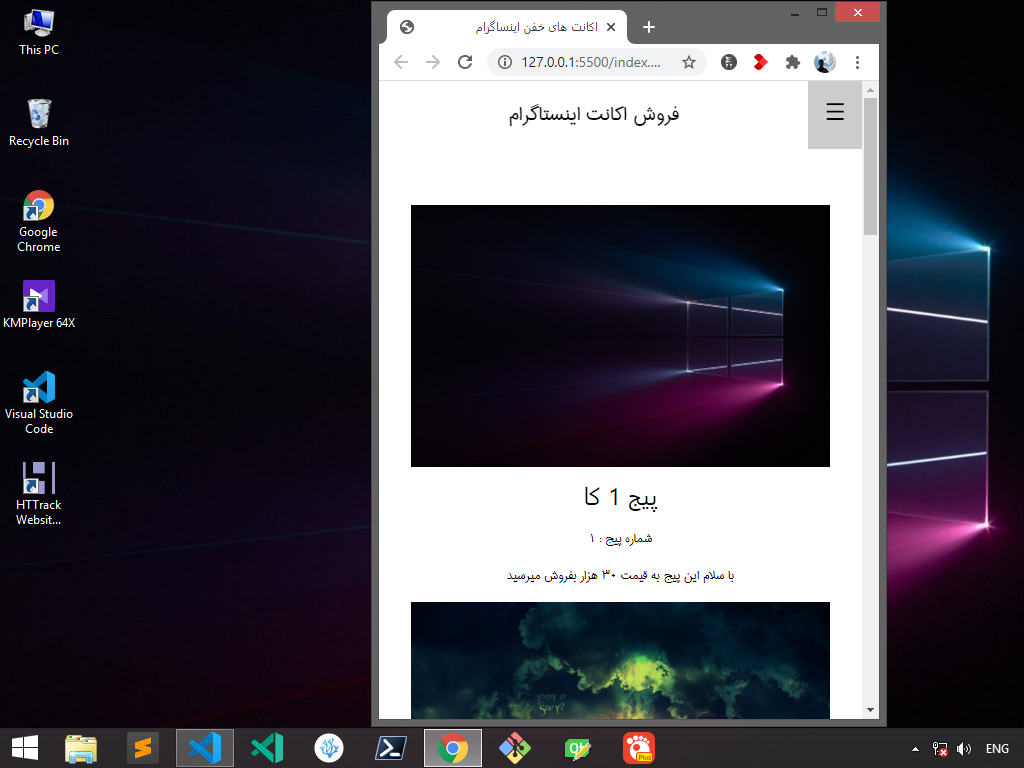 This PC
Recycle Bin
Google
Chrome
KMPlayer 64X
Visual Studio
Code
HTTrack
Websit...
اکانت های خفن اینساگرام
127.0.0.1:5500/index....
فروش اکانت اینستاگرام
☰
پیج 1 کا
شماره پیج : ۱
با سلام این پیج به قیمت ۳۰ هزار بفروش میرسید
Qt
Plus
ENG